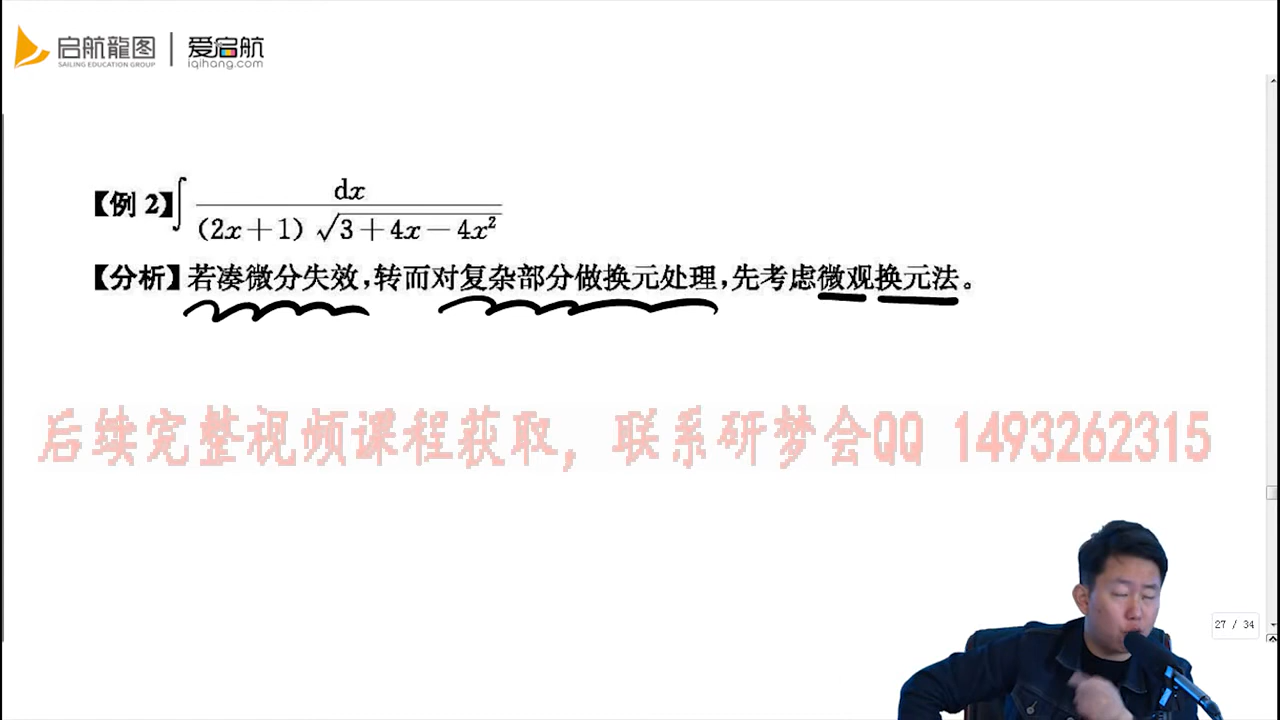 启航龍图 | 爱启航
SAILING EDUCATION GROUP iqihang.com
【例 2】∫ dx / (2x+1) √(3+4x-4x²)
【分析】若凑微分失效,转而对复杂部分做换元处理,先考虑微观换元法。
后续完整视频课程获取，联系研梦会QQ 1493262315
27 / 34